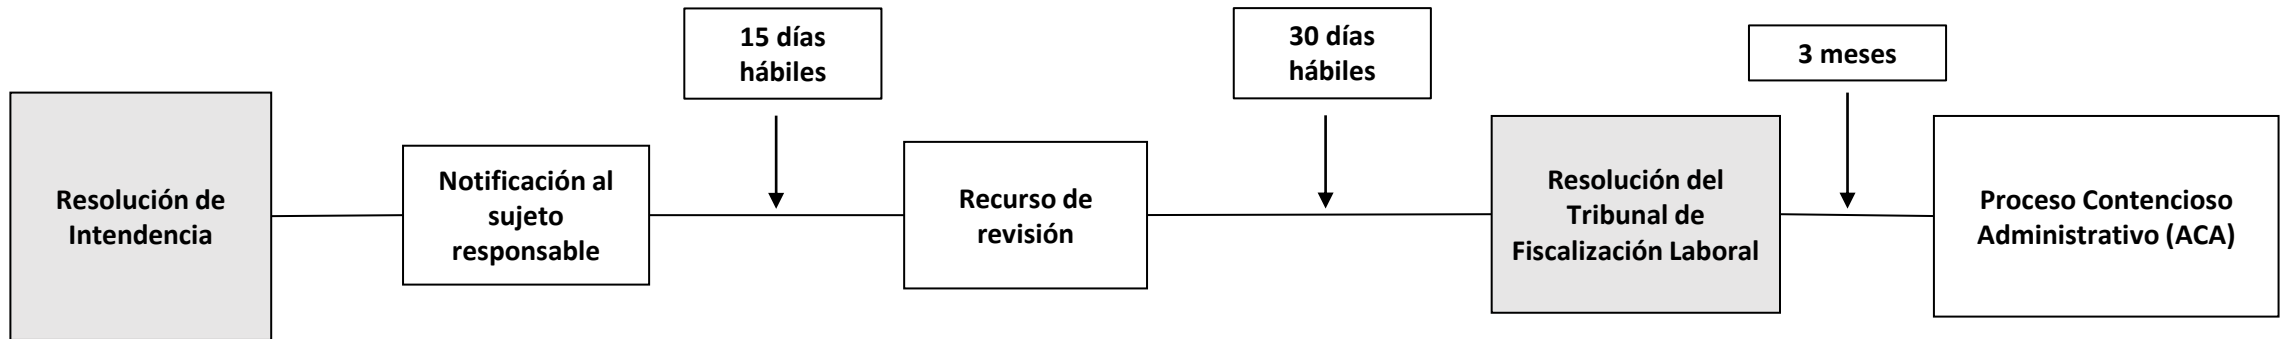 15 días
hábiles
30 días
hábiles
3 meses
Resolución de
Intendencia
Notificación al
sujeto
responsable
Recurso de
revisión
Resolución del
Tribunal de
Fiscalización Laboral
Proceso Contencioso
Administrativo (ACA)